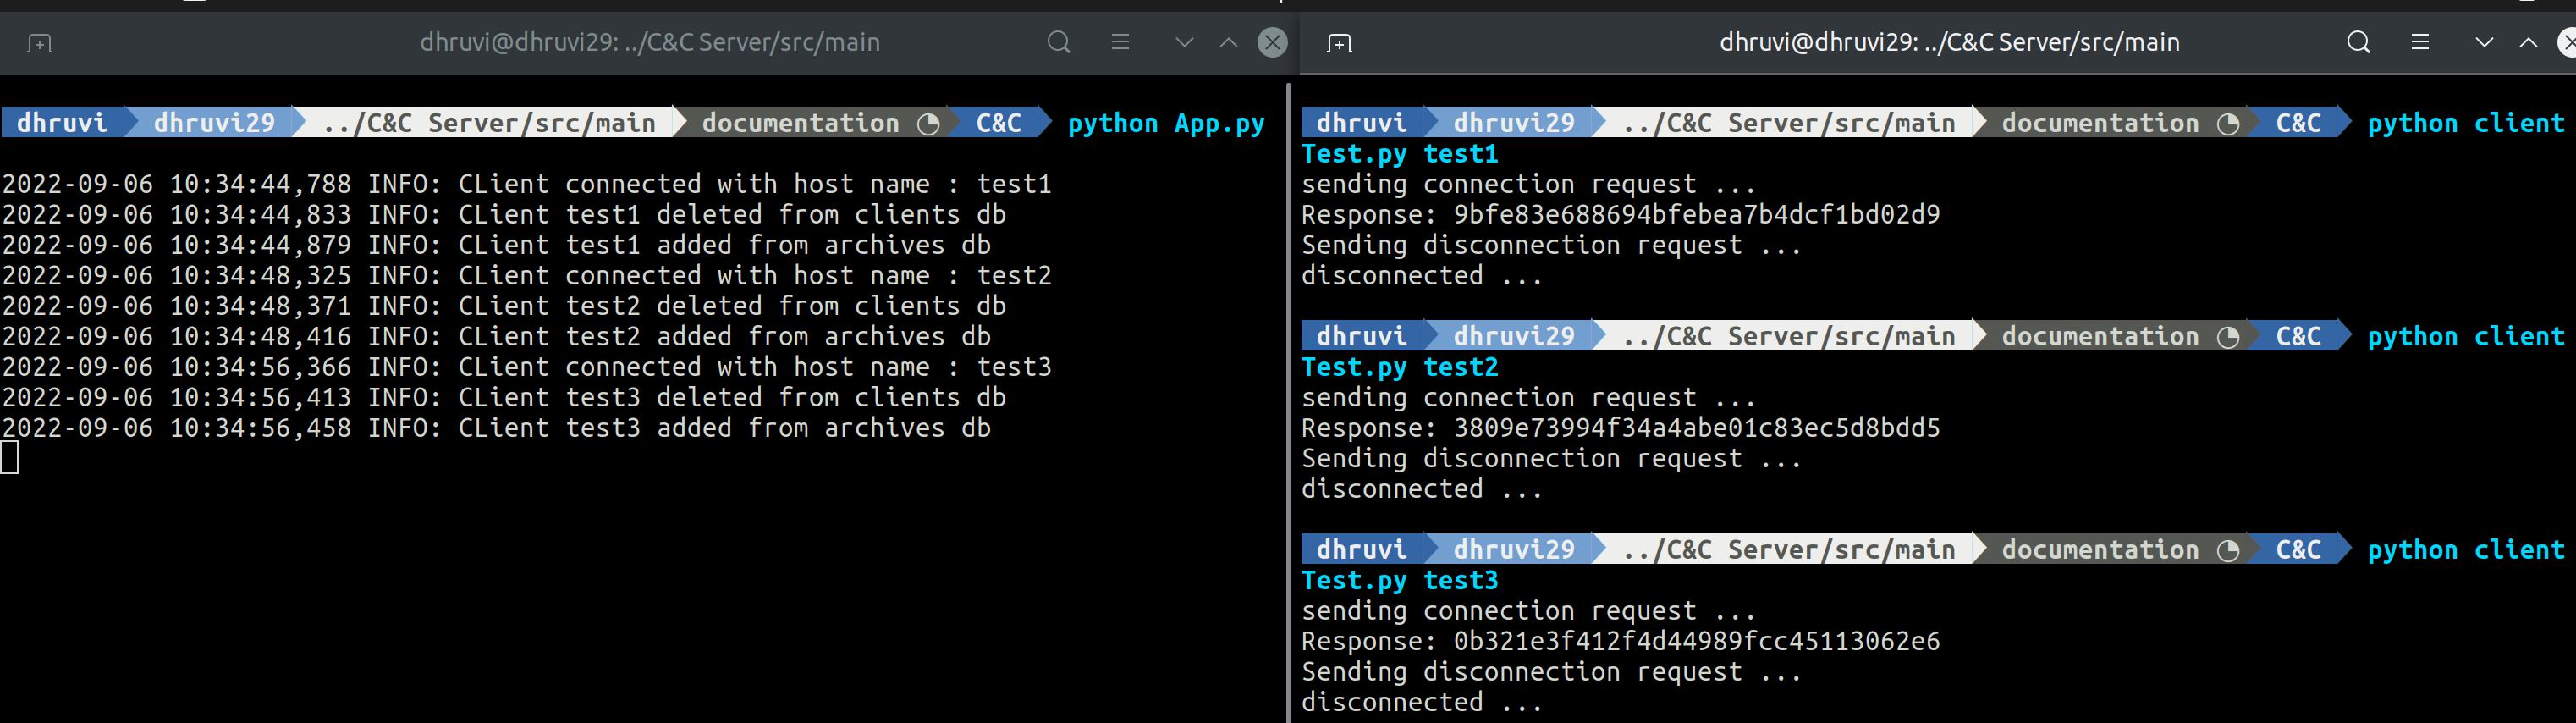 dhruvi@dhruvi29: ../C&C Server/src/main
dhruvi dhruvi29 ../C&C Server/src/main documentation C&C python App.py
2022-09-06 10:34:44,788 INFO: CLient connected with host name : test1
2022-09-06 10:34:44,833 INFO: CLient test1 deleted from clients db
2022-09-06 10:34:44,879 INFO: CLient test1 added from archives db
2022-09-06 10:34:48,325 INFO: CLient connected with host name : test2
2022-09-06 10:34:48,371 INFO: CLient test2 deleted from clients db
2022-09-06 10:34:48,416 INFO: CLient test2 added from archives db
2022-09-06 10:34:56,366 INFO: CLient connected with host name : test3
2022-09-06 10:34:56,413 INFO: CLient test3 deleted from clients db
2022-09-06 10:34:56,458 INFO: CLient test3 added from archives db
dhruvi@dhruvi29: ../C&C Server/src/main
dhruvi dhruvi29 ../C&C Server/src/main documentation C&C python client
Test.py test1
sending connection request ...
Response: 9bfe83e688694bfebea7b4dcf1bd02d9
Sending disconnection request ...
disconnected ...
dhruvi dhruvi29 ../C&C Server/src/main documentation C&C python client
Test.py test2
sending connection request ...
Response: 3809e73994f34a4abe01c83ec5d8bdd5
Sending disconnection request ...
disconnected ...
dhruvi dhruvi29 ../C&C Server/src/main documentation C&C python client
Test.py test3
sending connection request ...
Response: 0b321e3f412f4d44989fcc45113062e6
Sending disconnection request ...
disconnected ...